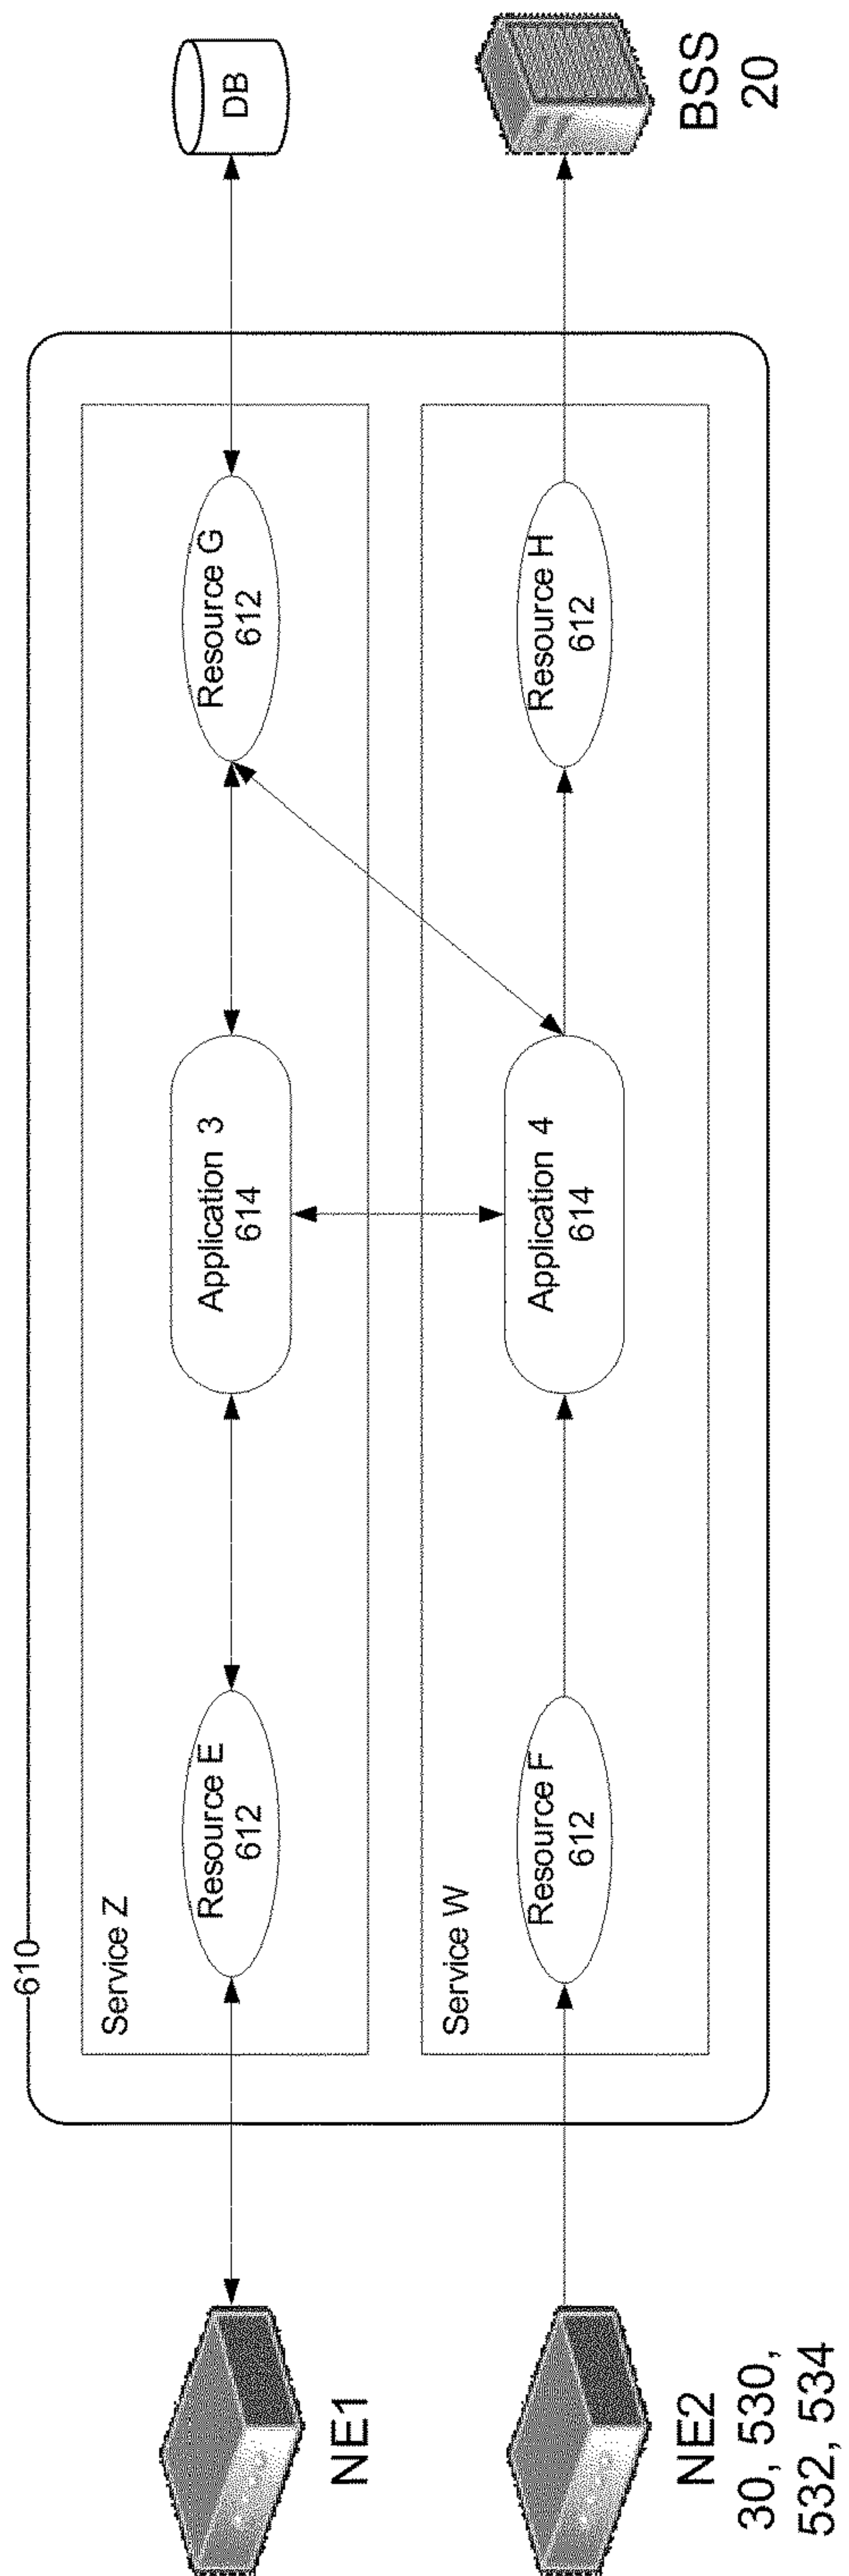 610
Service Z
NE1
Resource E
612
Application 3
614
Resource G
612
DB
Service W
NE2
30, 530,
532, 534
Resource F
612
Application 4
614
Resource H
612
BSS
20